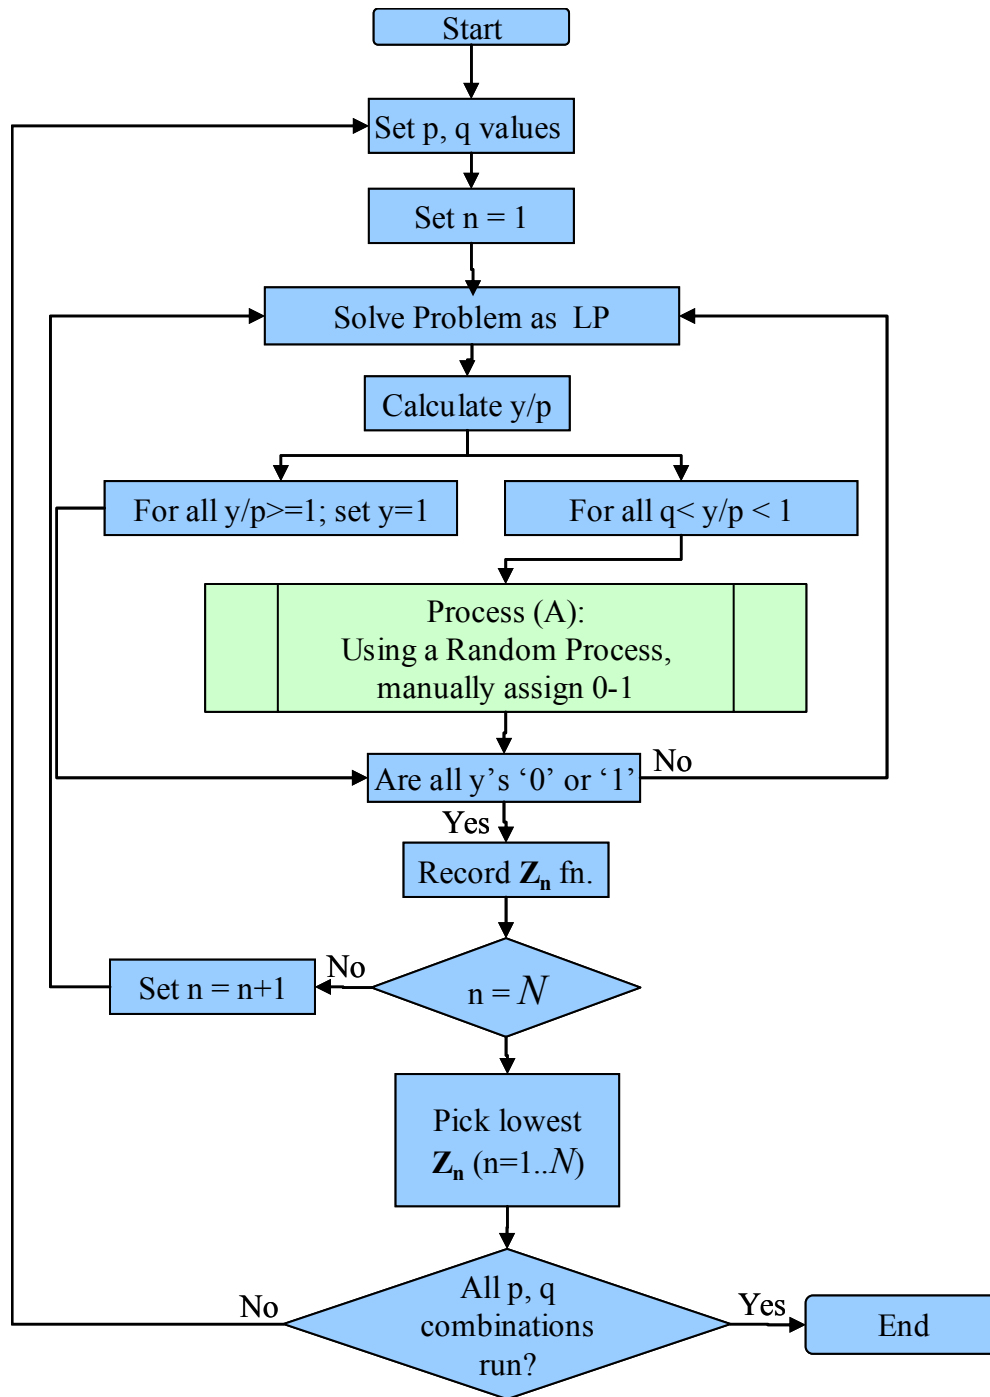 Start
Set p, q values
Set n = 1
Solve Problem as LP
Calculate y/p
For all y/p>=1; set y=1
For all q< y/p < 1
Process (A):
Using a Random Process,
manually assign 0-1
Are all y’s ‘0’ or ‘1’
No
Yes
Record Zn fn.
Set n = n+1
No
n = N
Pick lowest
Zn (n=1..N)
No
All p, q
combinations
run?
Yes
End